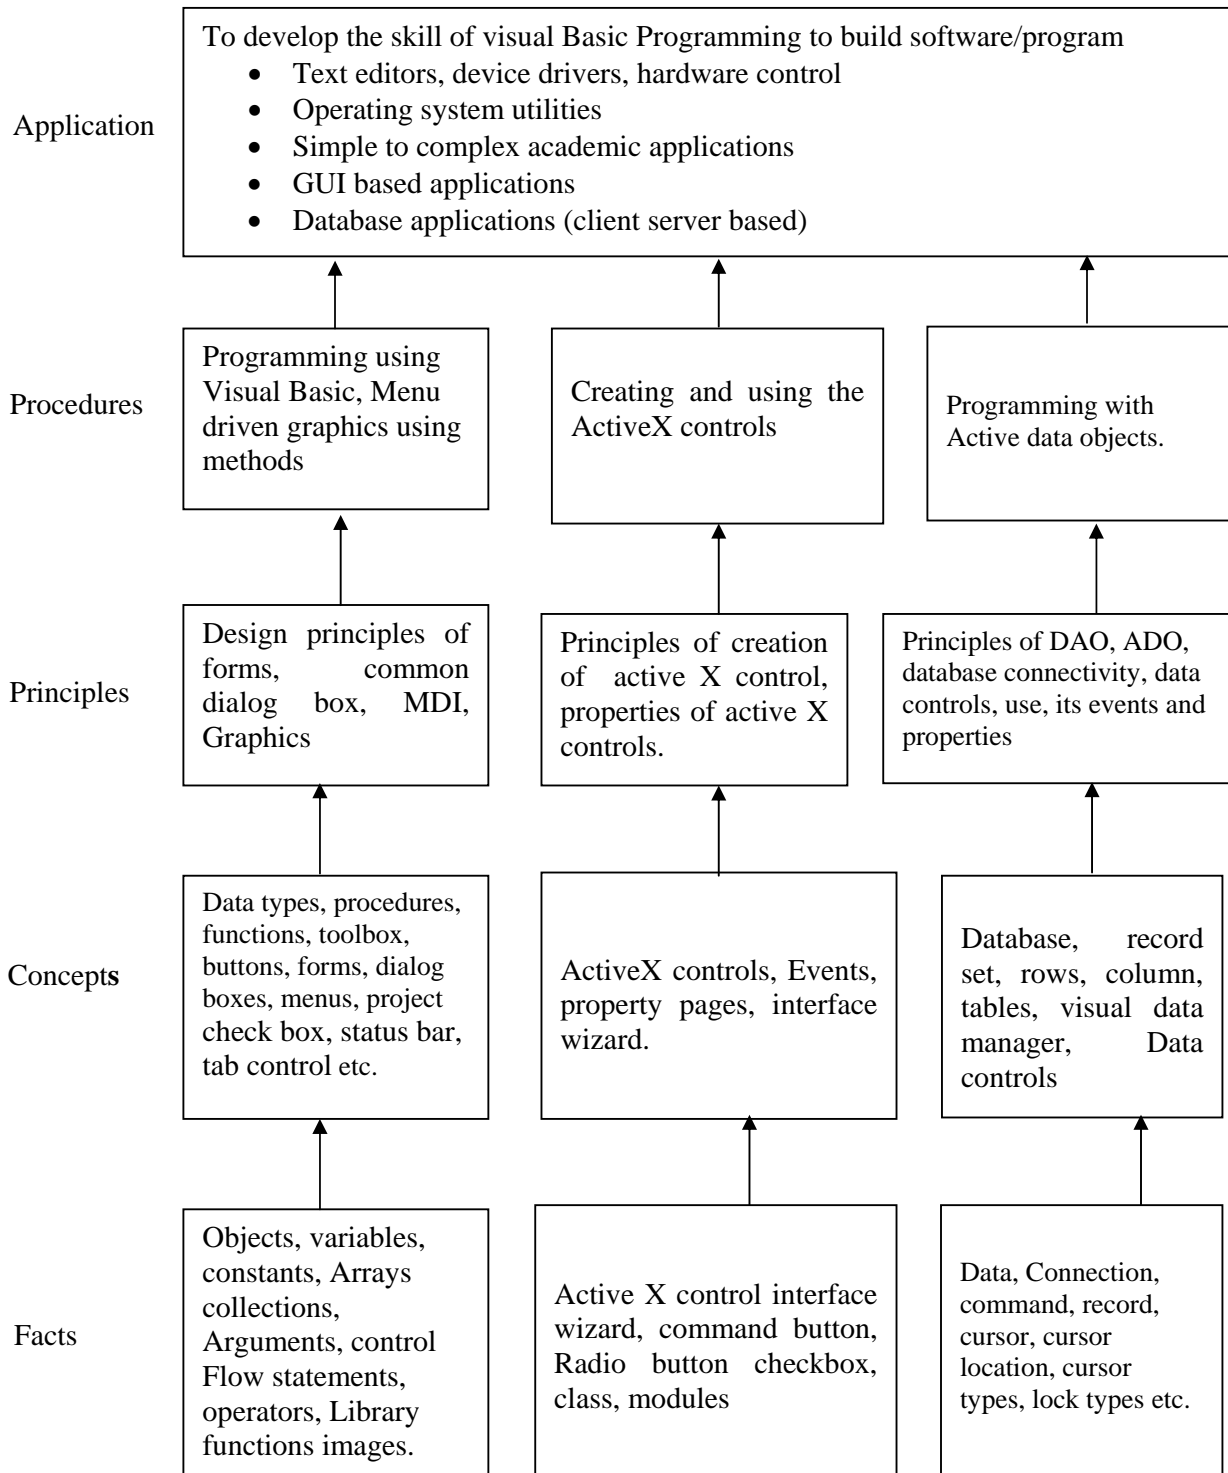 To develop the skill of visual Basic Programming to build software/program
• Text editors, device drivers, hardware control
• Operating system utilities
• Simple to complex academic applications
• GUI based applications
• Database applications (client server based)
Application
Procedures
Programming using
Visual Basic, Menu
driven graphics using
methods
Creating and using the
ActiveX controls
Programming with
Active data objects.
Principles
Design principles of
forms, common
dialog box, MDI,
Graphics
Principles of creation
of active X control,
properties of active X
controls.
Principles of DAO, ADO,
database connectivity, data
controls, use, its events and
properties
Concepts
Data types, procedures,
functions, toolbox,
buttons, forms, dialog
boxes, menus, project
check box, status bar,
tab control etc.
ActiveX controls, Events,
property pages, interface
wizard.
Database, record
set, rows, column,
tables, visual data
manager, Data
controls
Facts
Objects, variables,
constants, Arrays
collections,
Arguments, control
Flow statements,
operators, Library
functions images.
Active X control interface
wizard, command button,
Radio button checkbox,
class, modules
Data, Connection,
command, record,
cursor, cursor
location, cursor
types, lock types etc.